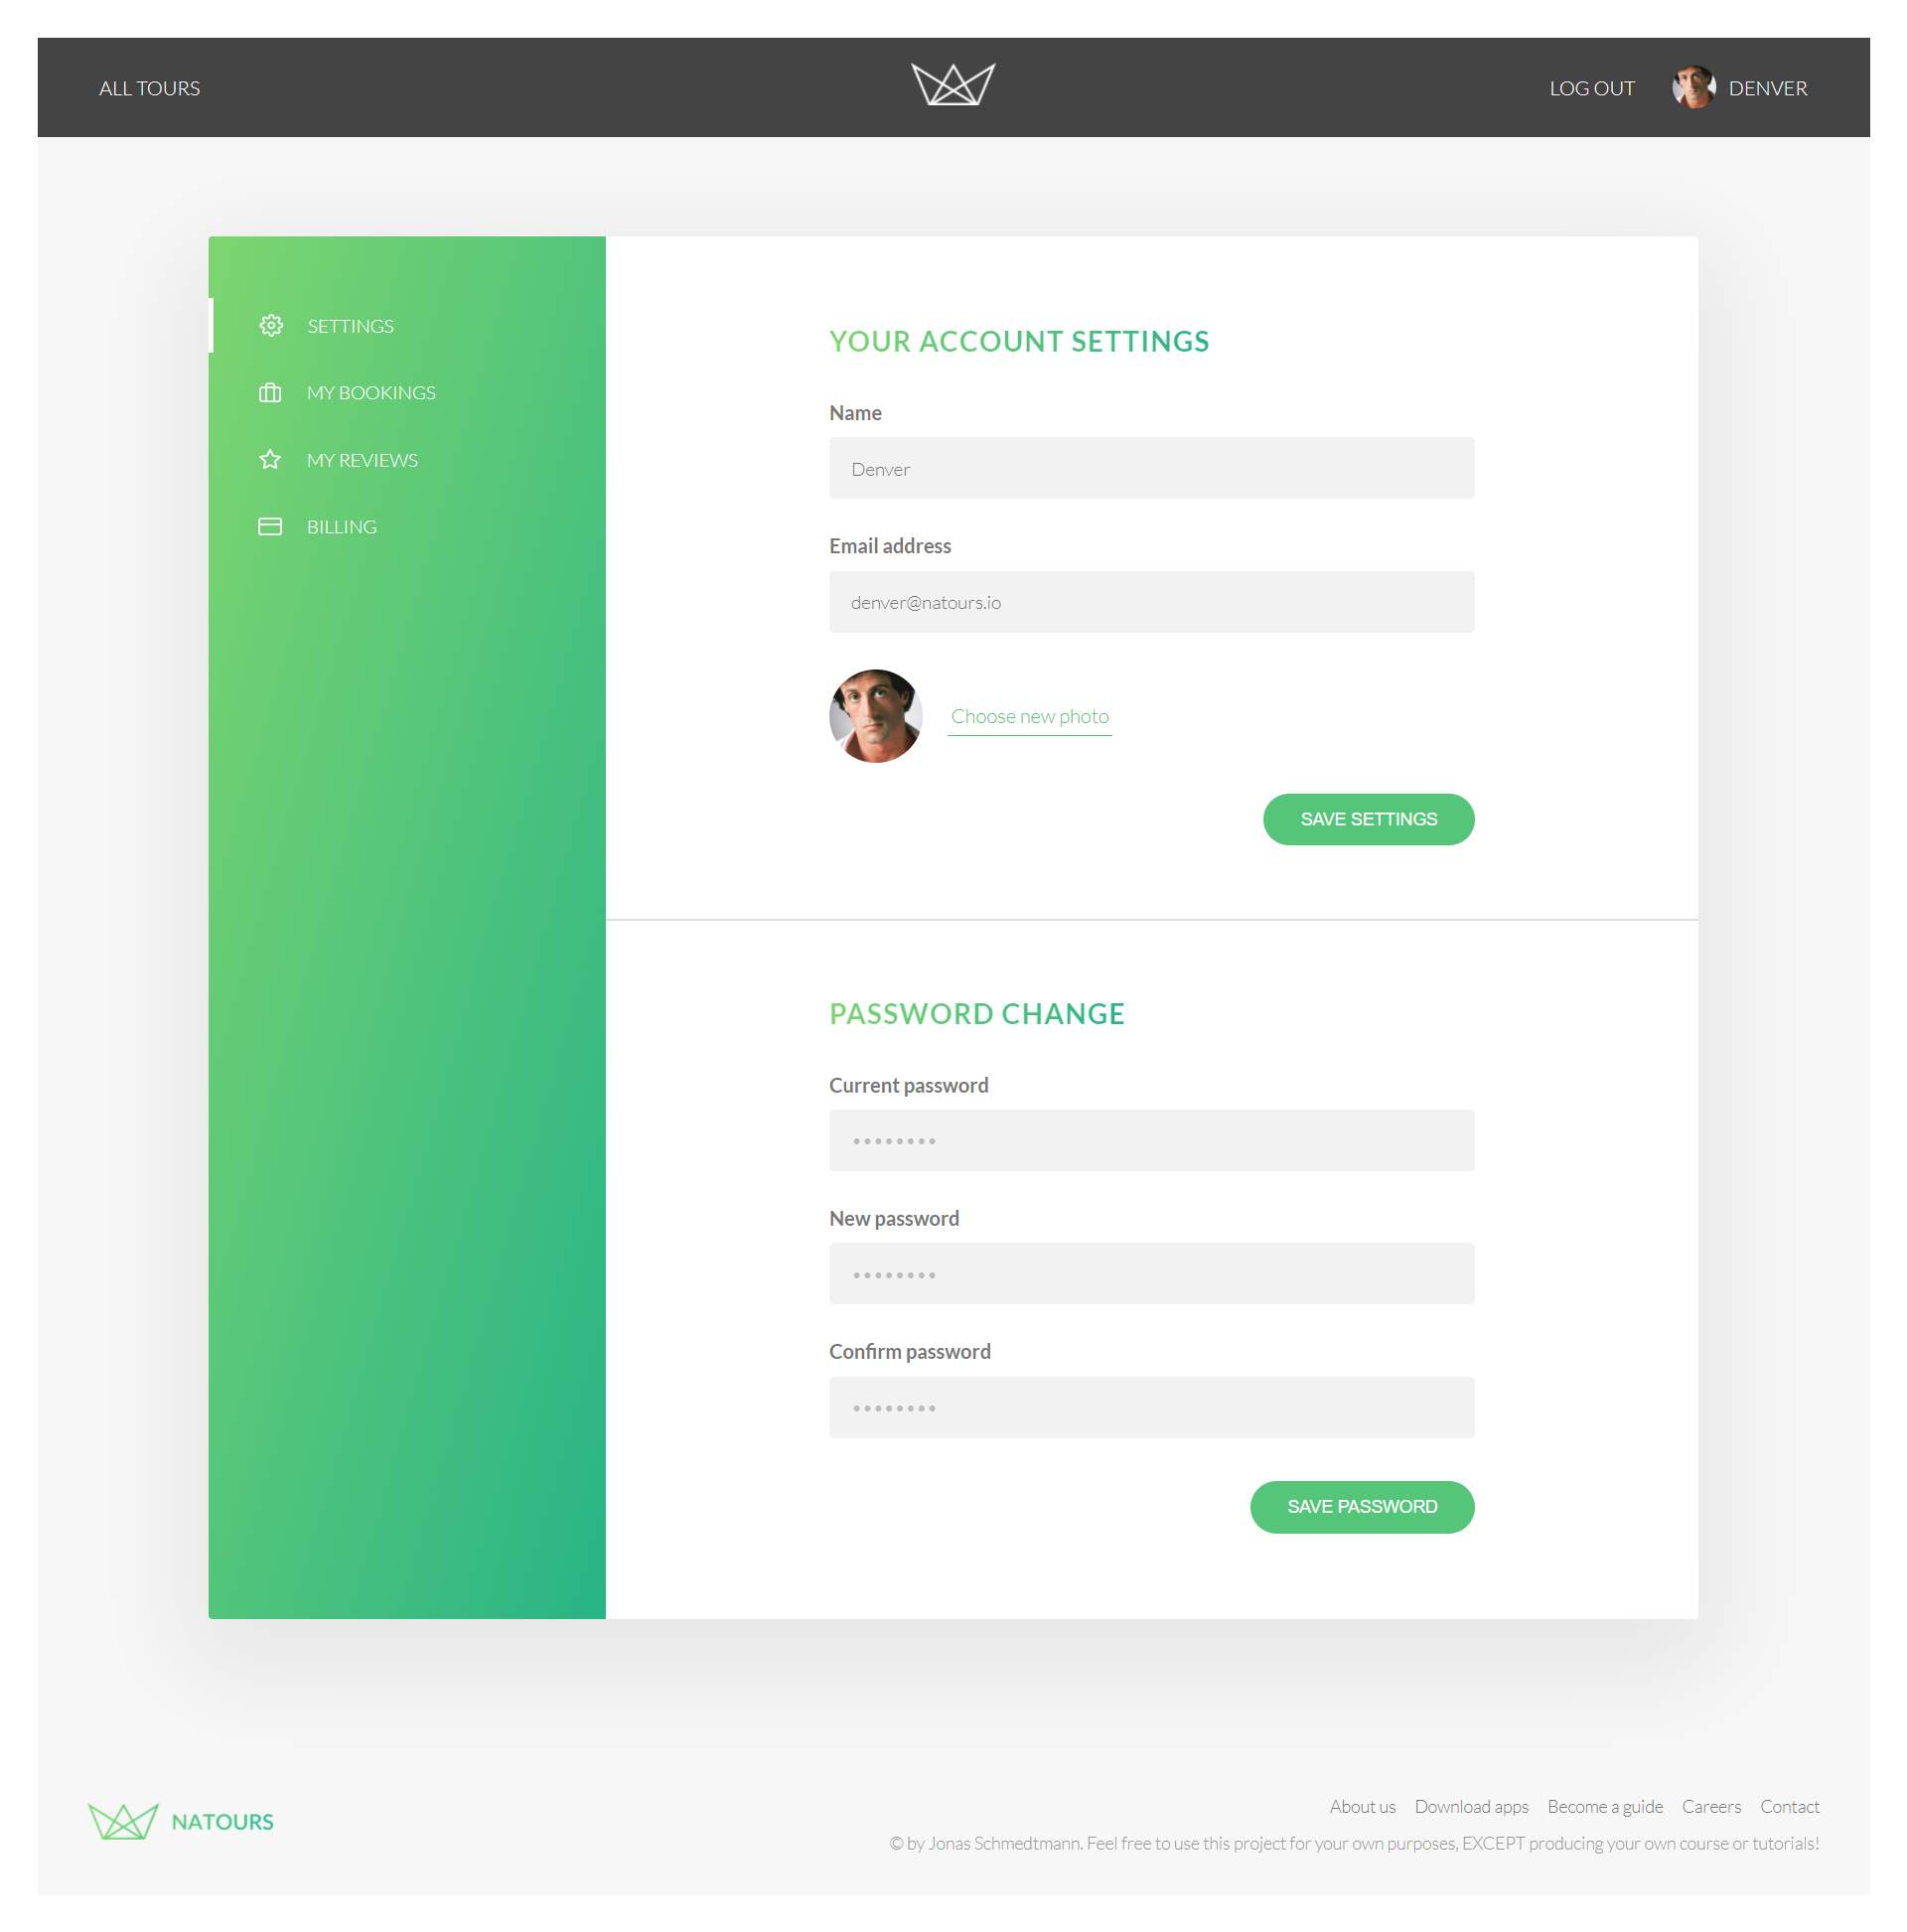 ALL TOURS
LOG OUT
DENVER
SETTINGS
MY BOOKINGS
MY REVIEWS
BILLING
YOUR ACCOUNT SETTINGS
Name
Denver
Email address
denver@natours.io
Choose new photo
SAVE SETTINGS
PASSWORD CHANGE
Current password
••••••••
New password
••••••••
Confirm password
••••••••
SAVE PASSWORD
NATOURS
About us Download apps Become a guide Careers Contact
© by Jonas Schmedtmann. Feel free to use this project for your own purposes, EXCEPT producing your own course or tutorials!